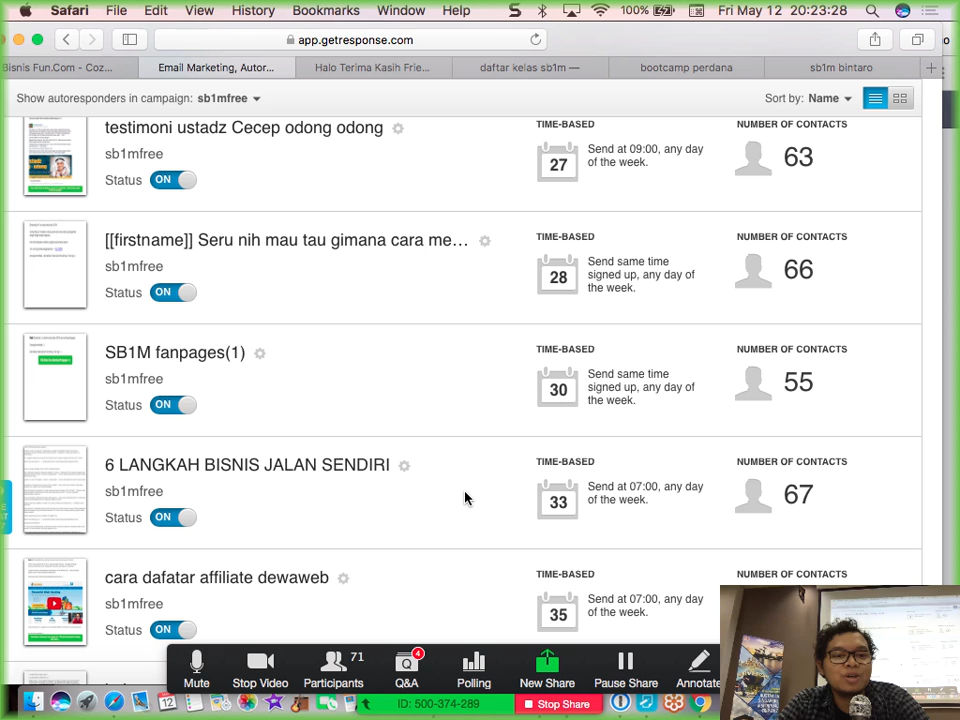 Safari File Edit View History Bookmarks Window Help 100% Fri May 12 20:23:28
app.getresponse.com
Bisnis Fun.Com - Coz... Email Marketing, Autor... Halo Terima Kasih Frie... daftar kelas sb1m — bootcamp perdana sb1m bintaro
Show autoresponders in campaign: sb1mfree Sort by: Name
testimoni ustadz Cecep odong odong
sb1mfree
Status ON
TIME-BASED
27
Send at 09:00, any day
of the week.
NUMBER OF CONTACTS
63
[[firstname]] Seru nih mau tau gimana cara me...
sb1mfree
Status ON
TIME-BASED
28
Send same time
signed up, any day of
the week.
NUMBER OF CONTACTS
66
SB1M fanpages(1)
sb1mfree
Status ON
TIME-BASED
30
Send same time
signed up, any day of
the week.
NUMBER OF CONTACTS
55
6 LANGKAH BISNIS JALAN SENDIRI
sb1mfree
Status ON
TIME-BASED
33
Send at 07:00, any day
of the week.
NUMBER OF CONTACTS
67
cara dafatar affiliate dewaweb
sb1mfree
Status ON
TIME-BASED
35
Send at 07:00, any day
of the week.
NUMBER OF CONTACTS
71 4
Mute Stop Video Participants Q&A Polling New Share Pause Share Annotate
ID: 500-374-289 Stop Share
12